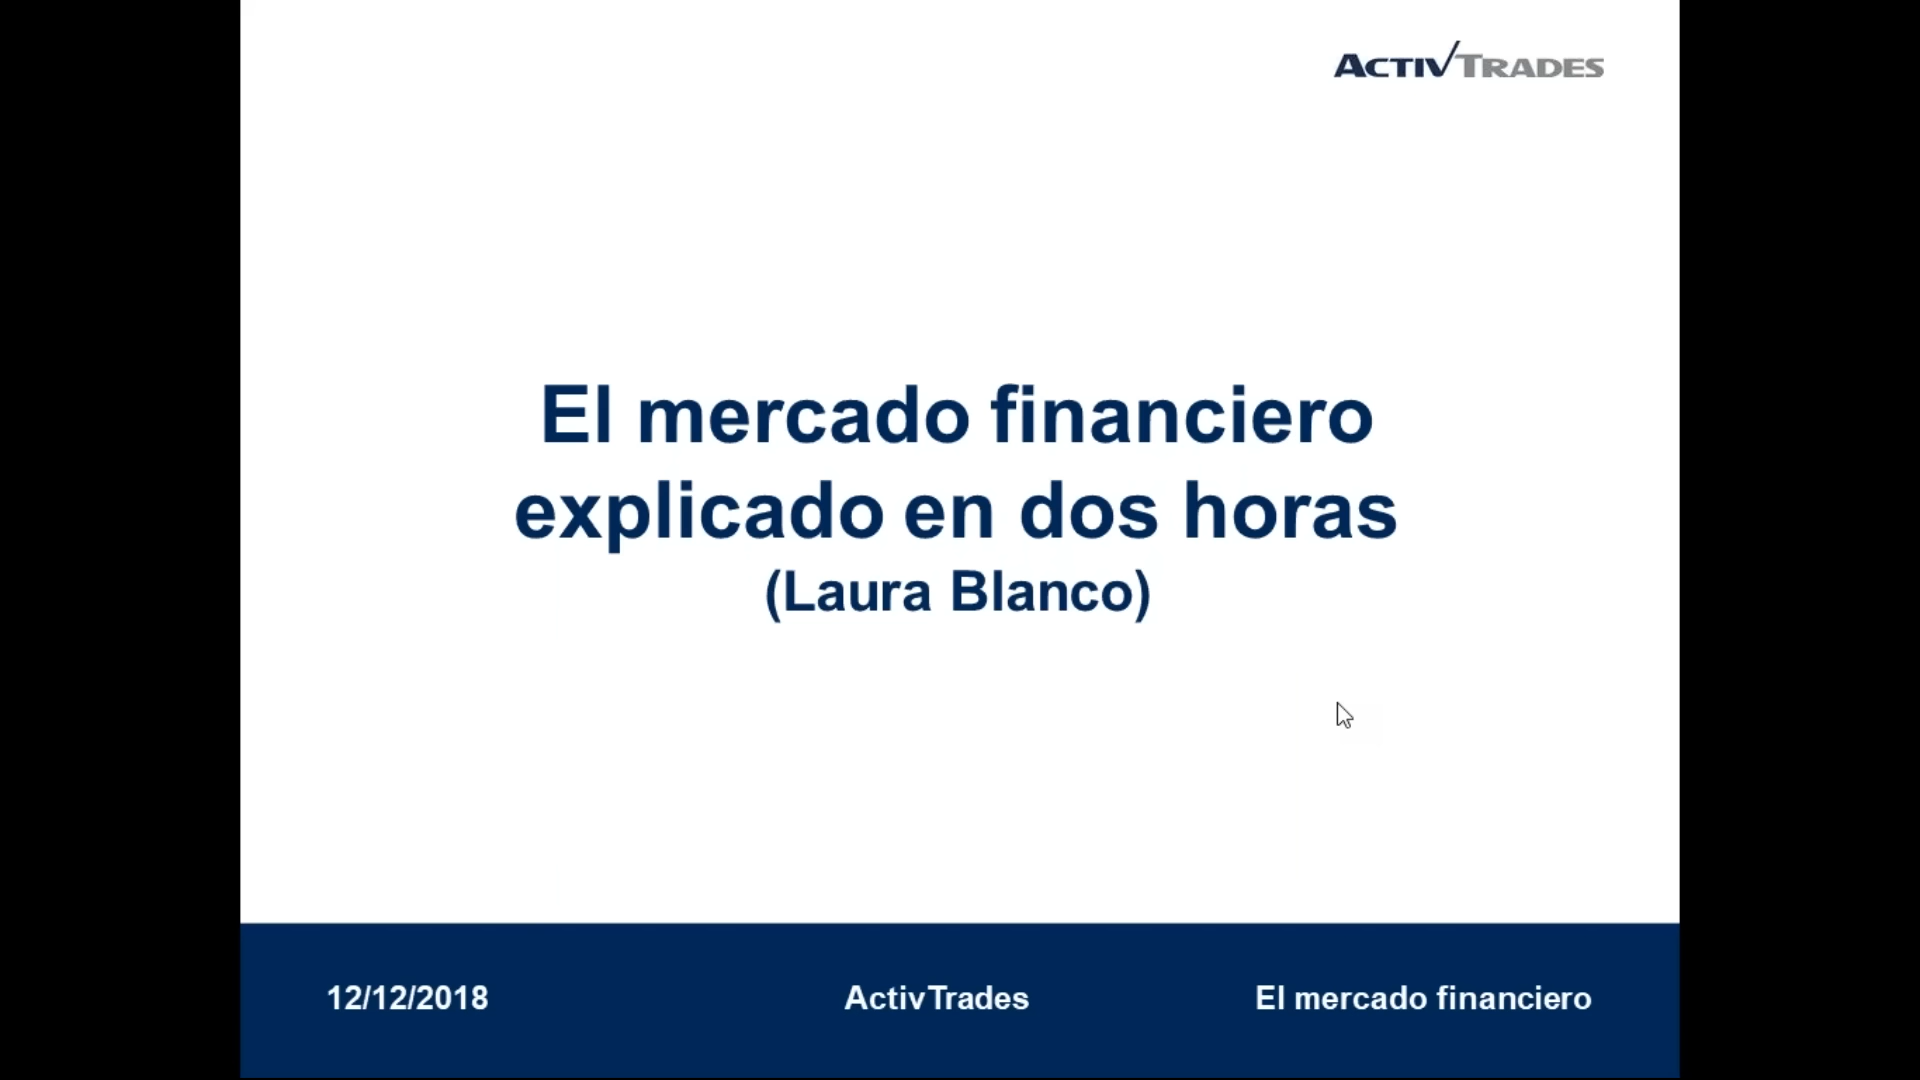 ACTIVTRADES
El mercado financiero
explicado en dos horas
(Laura Blanco)
12/12/2018 ActivTrades El mercado financiero